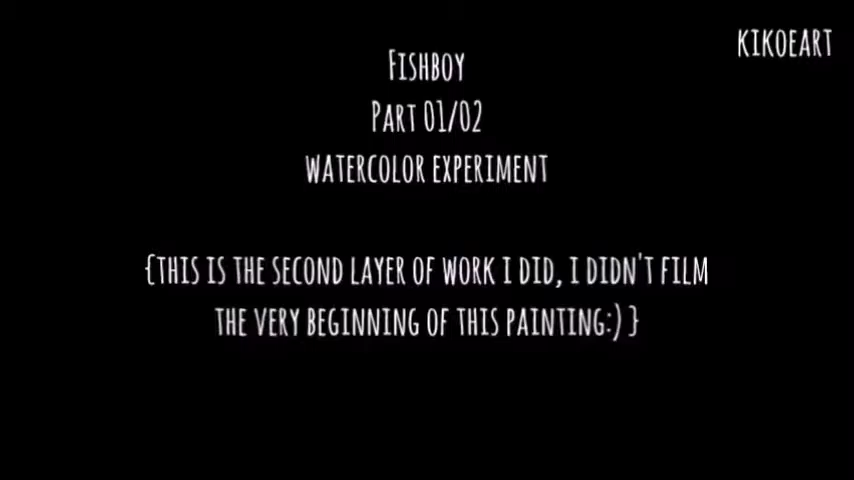 KIKOEART
FISHBOY
PART 01/02
WATERCOLOR EXPERIMENT
{THIS IS THE SECOND LAYER OF WORK I DID, I DIDN'T FILM
THE VERY BEGINNING OF THIS PAINTING:) }